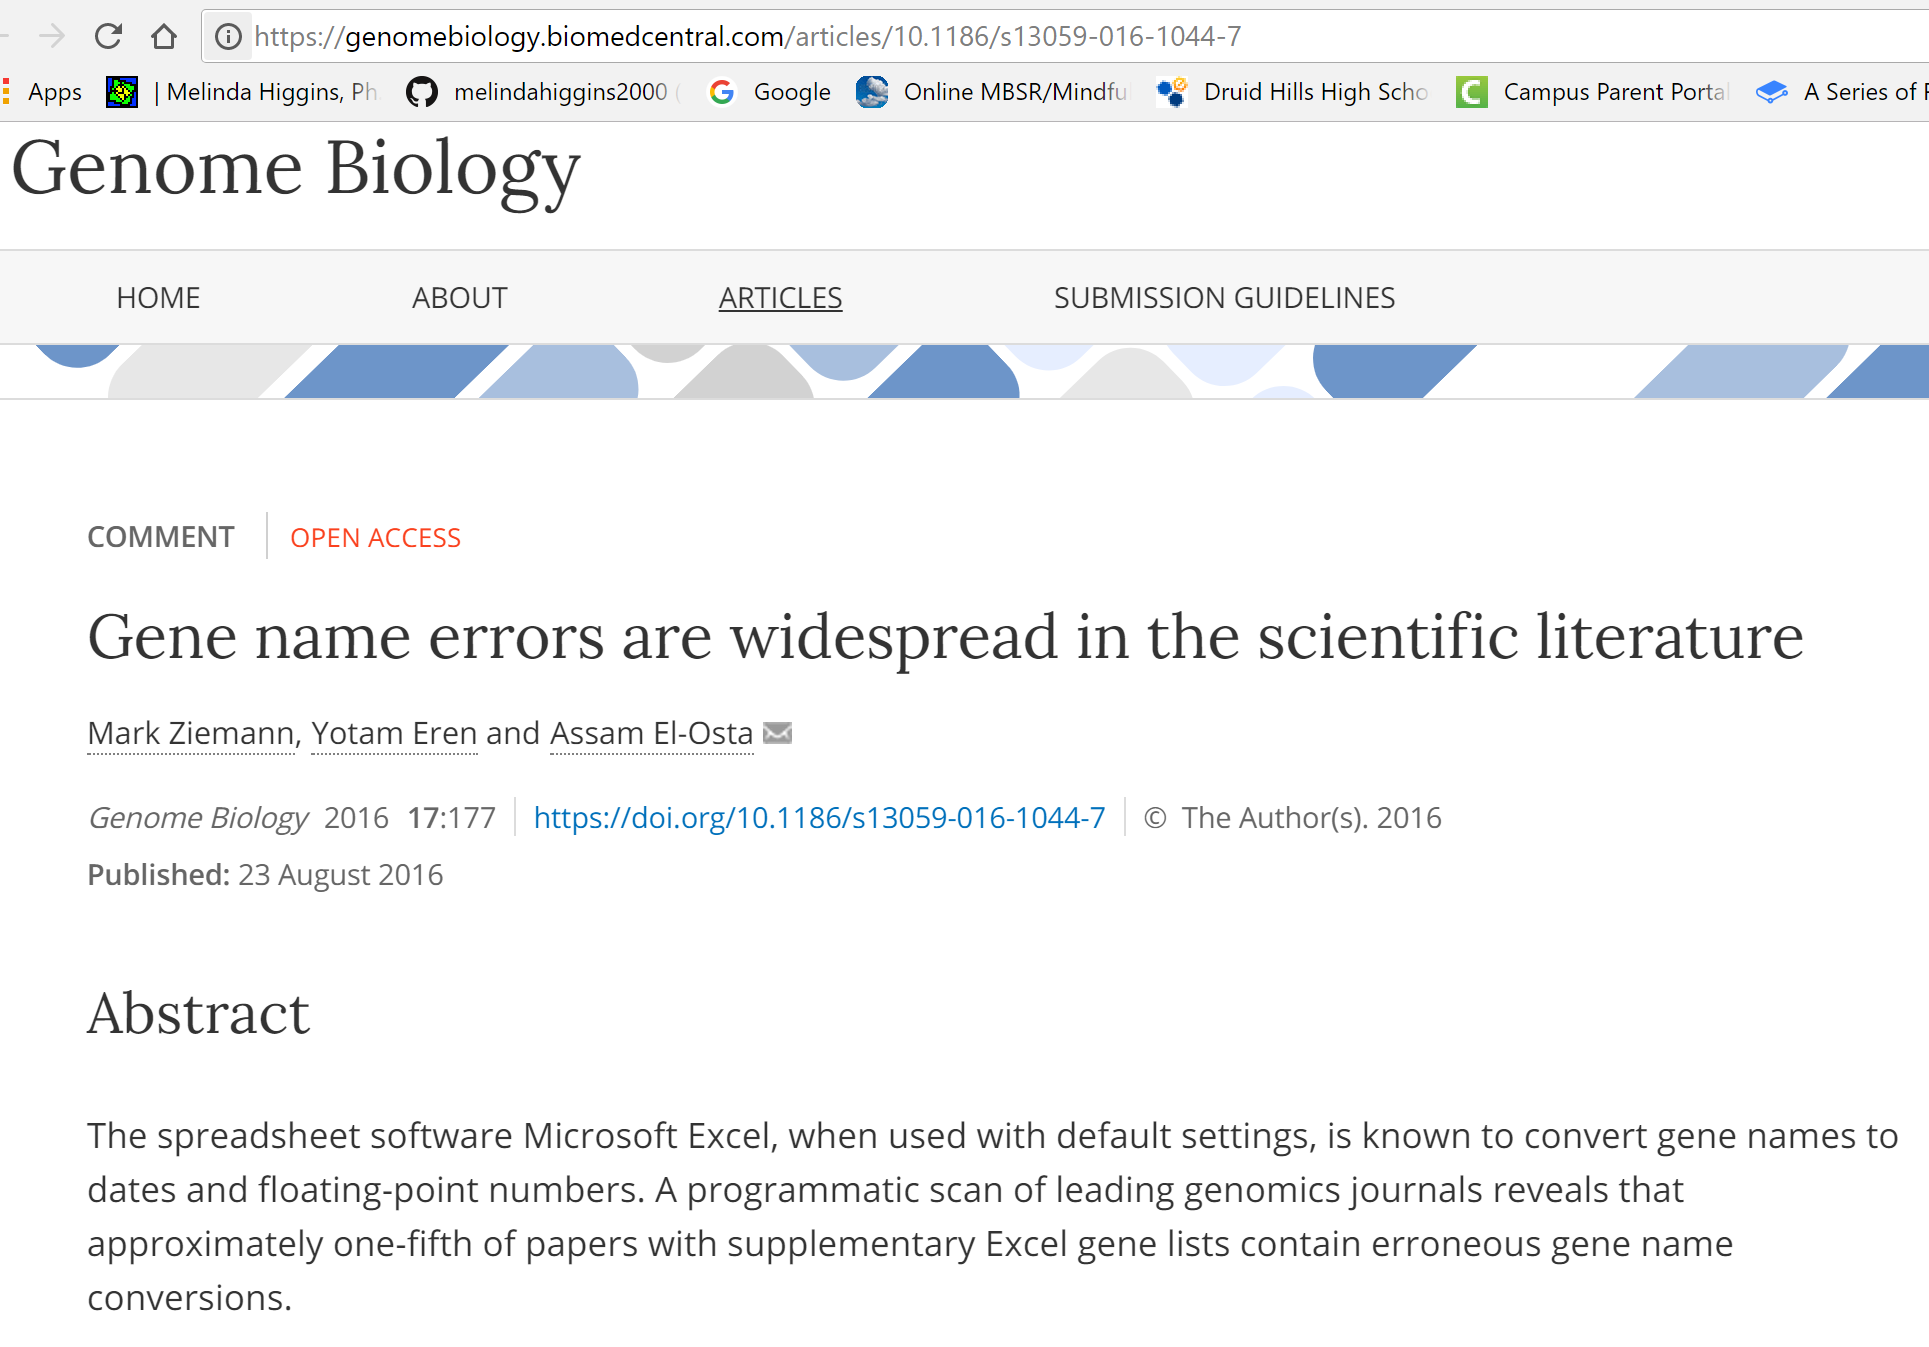 https://genomebiology.biomedcentral.com/articles/10.1186/s13059-016-1044-7
Apps | Melinda Higgins, Ph melindahiggins2000 ( Google Online MBSR/Mindfu Druid Hills High Scho Campus Parent Portal A Series of
Genome Biology
HOME ABOUT ARTICLES SUBMISSION GUIDELINES
COMMENT OPEN ACCESS
Gene name errors are widespread in the scientific literature
Mark Ziemann, Yotam Eren and Assam El-Osta
Genome Biology 2016 17:177 https://doi.org/10.1186/s13059-016-1044-7 © The Author(s). 2016
Published: 23 August 2016
Abstract
The spreadsheet software Microsoft Excel, when used with default settings, is known to convert gene names to
dates and floating-point numbers. A programmatic scan of leading genomics journals reveals that
approximately one-fifth of papers with supplementary Excel gene lists contain erroneous gene name
conversions.